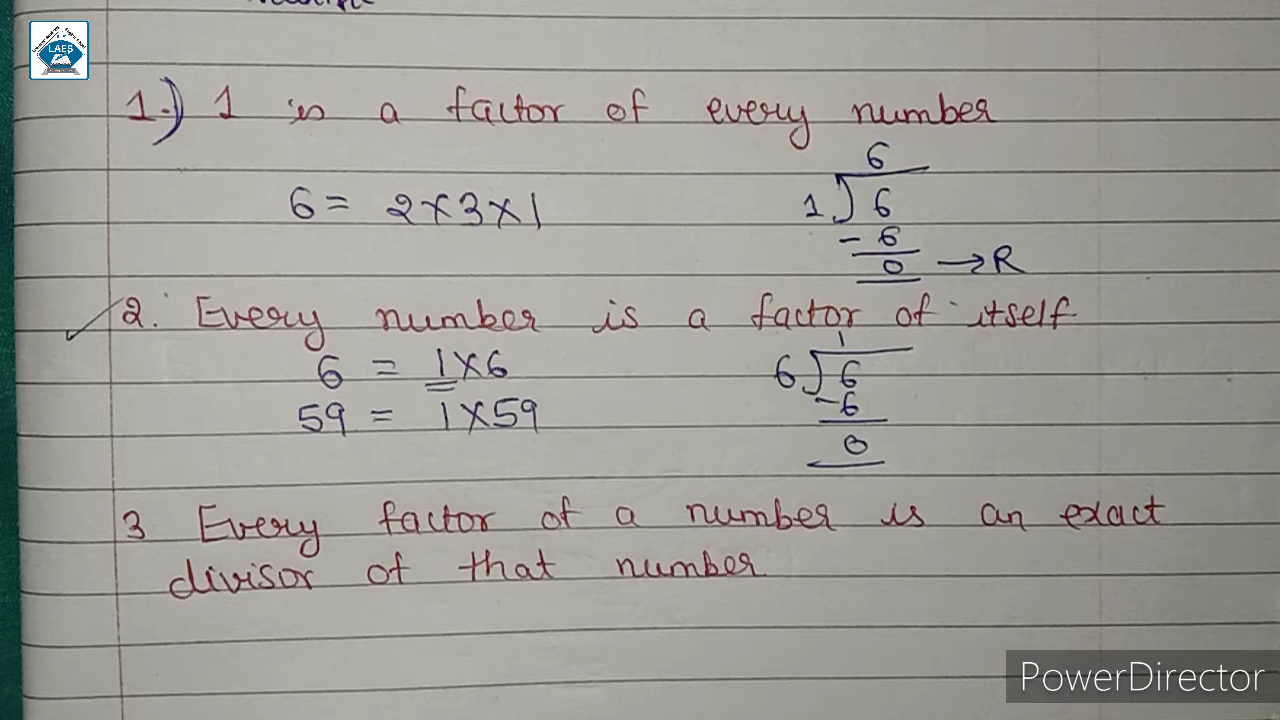 LAES
1.) 1 is a factor of every number
6
6 = 2×3×1
1)6
- 6
0 → R
2. Every number is a factor of itself
1
6 = 1×6
6)6
-6
59 = 1×59
0
3 Every factor of a number is an exact
divisor of that number
PowerDirector